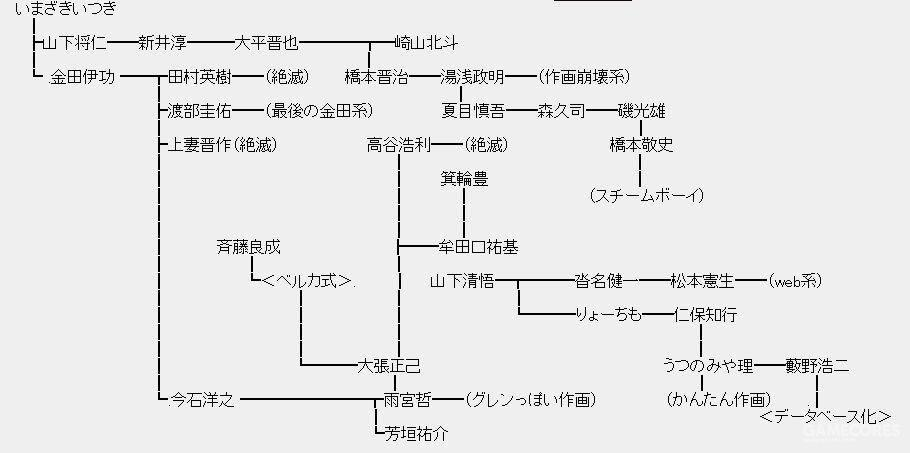 いまざきいつき
山下将仁 新井淳 大平晋也 崎山北斗
金田伊功 田村英樹 (絶滅) 橋本晋治 湯浅政明 (作画崩壊系)
渡部圭祐 (最後の金田系) 夏目慎吾 森久司 磯光雄
上妻晋作(絶滅) 高谷浩利 (絶滅) 橋本敬史
箕輪豊 (スチームボーイ)
斉藤良成 牟田口祐基
<ベルカ式>. 山下清悟 沓名健一 松本憲生 (web系)
りょーちも 仁保知行
大張正己 うつのみや理 藪野浩二
今石洋之 雨宮哲 (グレンっぽい作画) (かんたん作画)
<データベース化>
芳垣祐介
GAMECORES